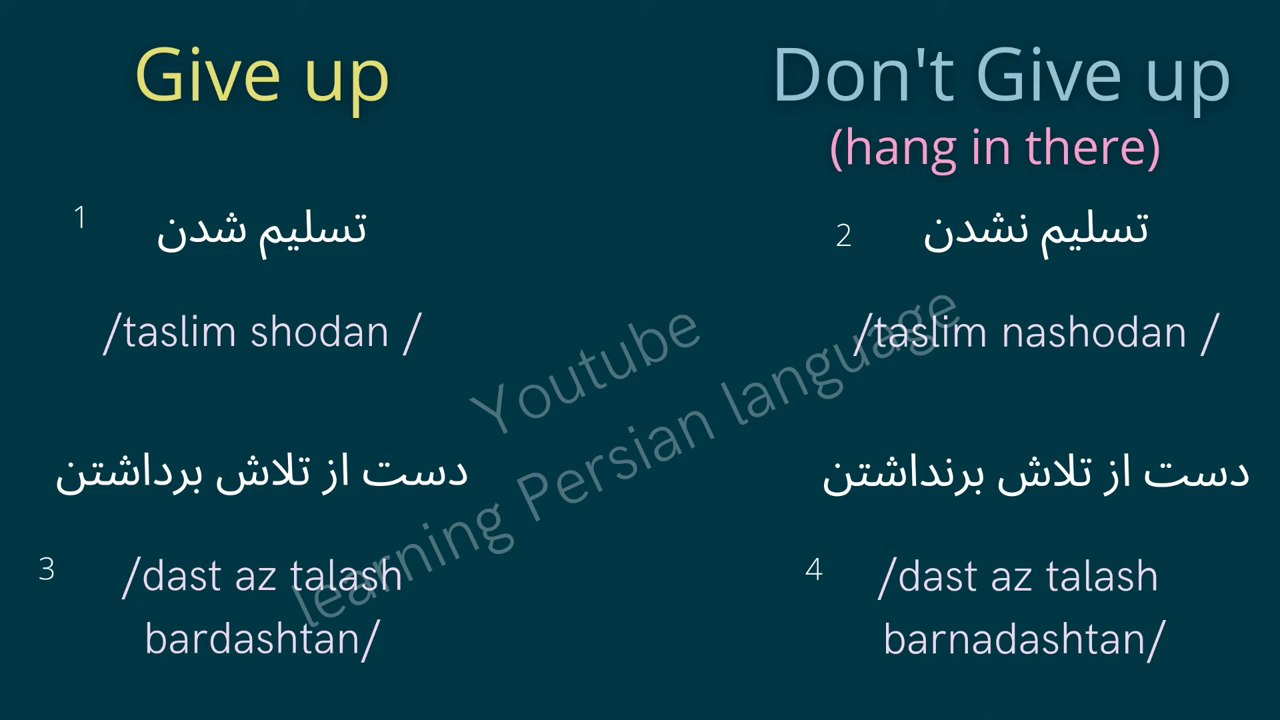 Give up
Don't Give up
(hang in there)
1
تسلیم شدن
2
تسلیم نشدن
/taslim shodan /
/taslim nashodan /
Youtube
learning Persian language
دست از تلاش برداشتن
دست از تلاش برنداشتن
3
/dast az talash
bardashtan/
4
/dast az talash
barnadashtan/